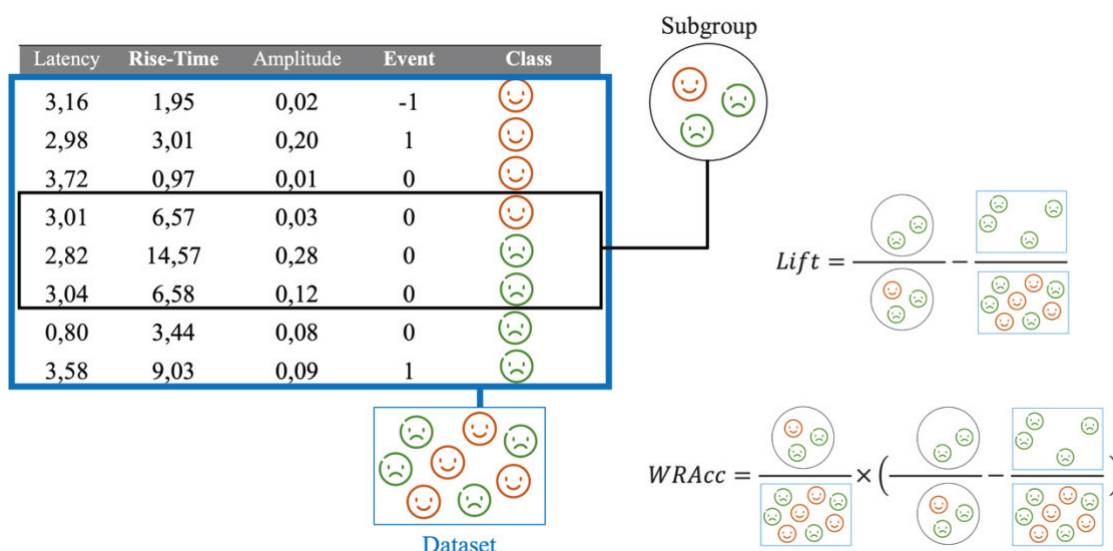 Subgroup
Latency Rise-Time Amplitude Event Class
3,16 1,95 0,02 -1
2,98 3,01 0,20 1
3,72 0,97 0,01 0
3,01 6,57 0,03 0
2,82 14,57 0,28 0
3,04 6,58 0,12 0
0,80 3,44 0,08 0
3,58 9,03 0,09 1
Lift = −
WRAcc = × ( − )
Dataset